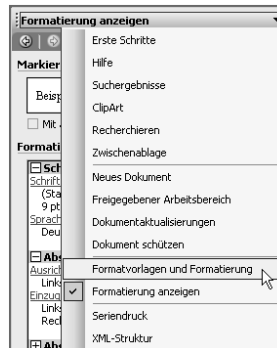 Formatierung anzeigen
Erste Schritte
Hilfe
Suchergebnisse
ClipArt
Recherchieren
Zwischenablage
Neues Dokument
Freigegebener Arbeitsbereich
Dokumentaktualisierungen
Dokument schützen
Formatvorlagen und Formatierung
Formatierung anzeigen
Seriendruck
XML-Struktur
Markier
Beisp
Mit
Formati
Sch
Schrift
(Sta
9 pt
Sprach
Deu
Abs
Ausric
Link
Einzug
Link
Rec
Abs